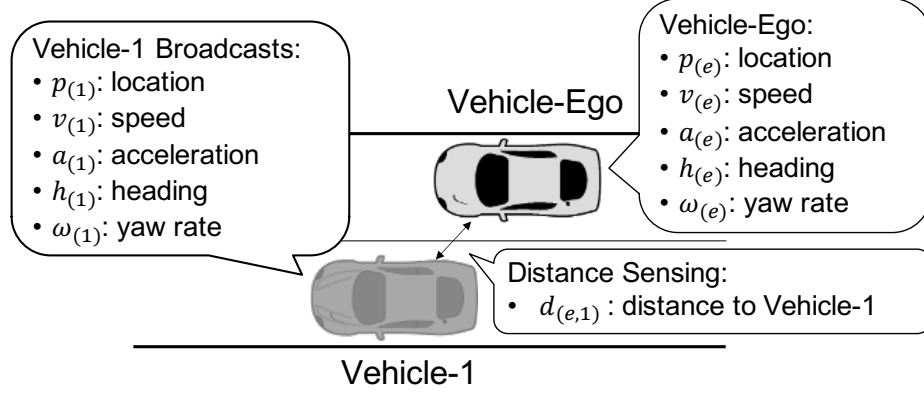 Vehicle-1 Broadcasts:
• p₍₁₎: location
• v₍₁₎: speed
• a₍₁₎: acceleration
• h₍₁₎: heading
• ω₍₁₎: yaw rate
Vehicle-Ego
Vehicle-Ego:
• p₍ₑ₎: location
• v₍ₑ₎: speed
• a₍ₑ₎: acceleration
• h₍ₑ₎: heading
• ω₍ₑ₎: yaw rate
Distance Sensing:
• d₍ₑ,₁₎ : distance to Vehicle-1
Vehicle-1